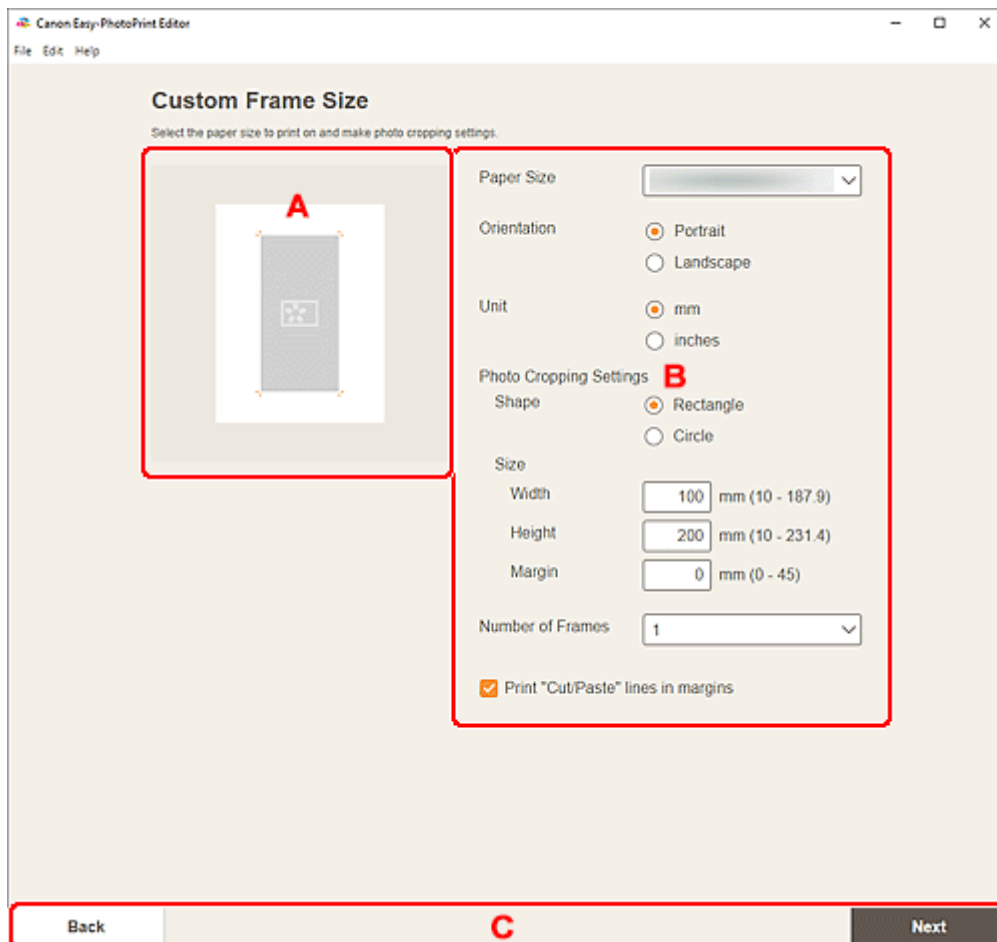 Canon Easy-PhotoPrint Editor
File Edit Help
Custom Frame Size
Select the paper size to print on and make photo cropping settings.
A
Paper Size
Orientation
Portrait
Landscape
Unit
mm
inches
Photo Cropping Settings B
Shape
Rectangle
Circle
Size
Width 100 mm (10 - 187.9)
Height 200 mm (10 - 231.4)
Margin 0 mm (0 - 45)
Number of Frames 1
Print "Cut/Paste" lines in margins
Back C Next